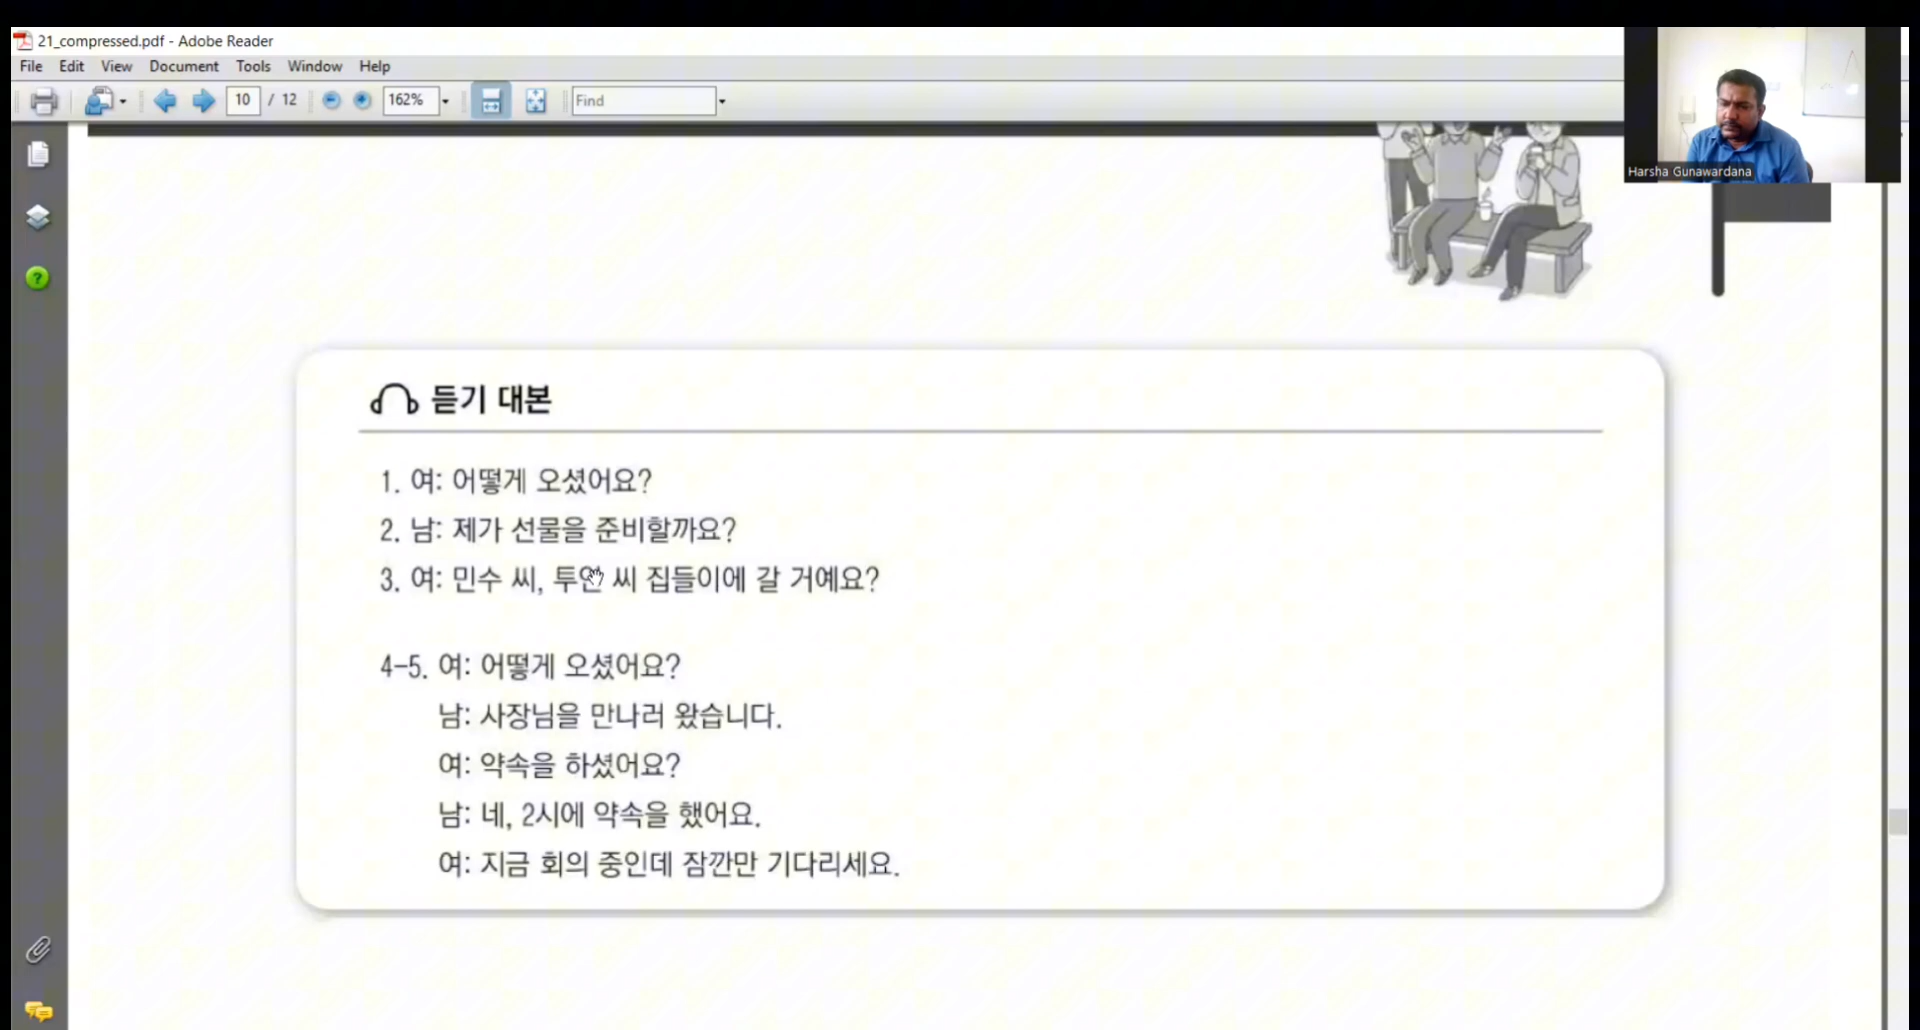 21_compressed.pdf - Adobe Reader
File Edit View Document Tools Window Help
10 / 12 162% Find
Harsha Gunawardana
듣기 대본
1. 여: 어떻게 오셨어요?
2. 남: 제가 선물을 준비할까요?
3. 여: 민수 씨, 투안 씨 집들이에 갈 거예요?
4-5. 여: 어떻게 오셨어요?
남: 사장님을 만나러 왔습니다.
여: 약속을 하셨어요?
남: 네, 2시에 약속을 했어요.
여: 지금 회의 중인데 잠깐만 기다리세요.